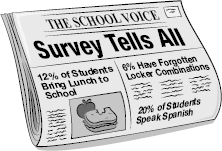 THE SCHOOL VOICE
Survey Tells All
12% of Students
Bring Lunch to
School
6% Have Forgotten
Locker Combinations
20% of Students
Speak Spanish